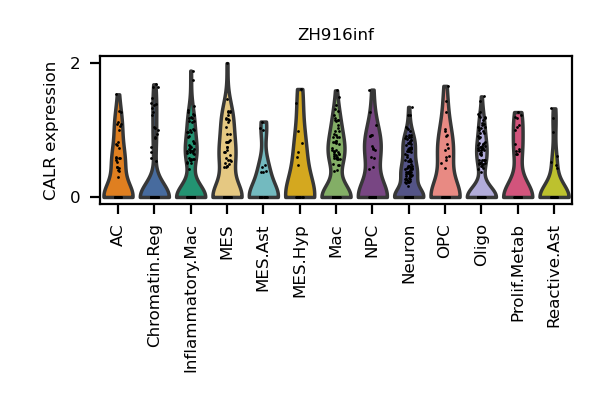 ZH916inf
CALR expression
2
0
AC
Chromatin.Reg
Inflammatory.Mac
MES
MES.Ast
MES.Hyp
Mac
NPC
Neuron
OPC
Oligo
Prolif.Metab
Reactive.Ast